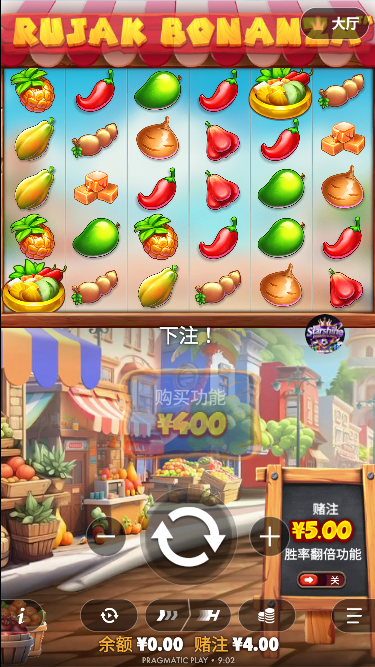 RUJAK BONANZA
大厅
下注！
Starshine
购买功能
¥400
赌注
¥5.00
胜率翻倍功能
关
余额 ¥0.00 赌注 ¥4.00
PRAGMATIC PLAY • 9:02